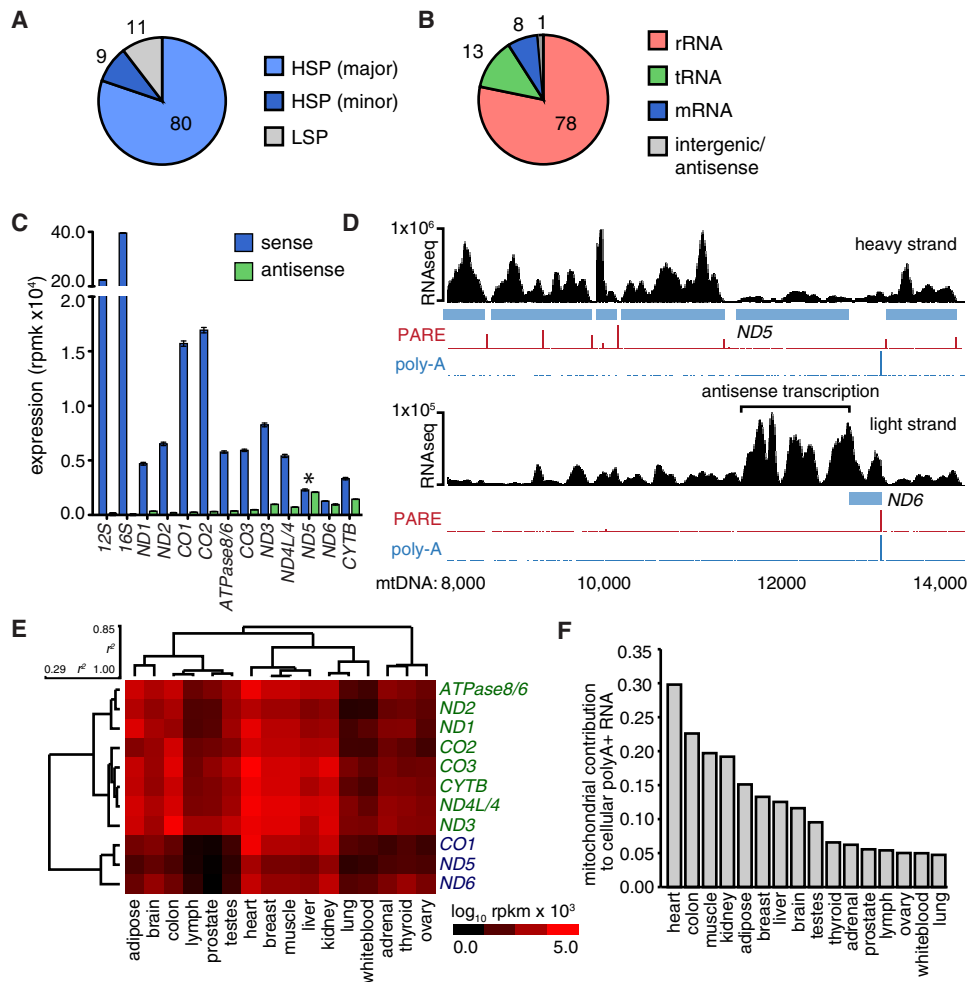 A
11
9
80
HSP (major)
HSP (minor)
LSP
B
1
8
13
78
rRNA
tRNA
mRNA
intergenic/
antisense
C
40.0
20.0
2.0
1.5
1.0
0.5
0.0
expression (rpmk x10⁴)
sense
antisense
*
12S
16S
ND1
ND2
CO1
CO2
ATPase8/6
CO3
ND3
ND4L/4
ND5
ND6
CYTB
D
1x10⁶
RNAseq
heavy strand
PARE
ND5
poly-A
antisense transcription
1x10⁵
RNAseq
light strand
ND6
PARE
poly-A
mtDNA: 8,000 10,000 12000 14,000
E
0.85
r²
0.29 r² 1.00
ATPase8/6
ND2
ND1
CO2
CO3
CYTB
ND4L/4
ND3
CO1
ND5
ND6
adipose
brain
colon
lymph
prostate
testes
heart
breast
muscle
liver
kidney
lung
whiteblood
adrenal
thyroid
ovary
log₁₀ rpkm x 10³
0.0 5.0
F
mitochondrial contribution
to cellular polyA+ RNA
0.35
0.30
0.25
0.20
0.15
0.10
0.05
0.00
heart
colon
muscle
kidney
adipose
breast
liver
brain
testes
thyroid
adrenal
prostate
lymph
ovary
whiteblood
lung